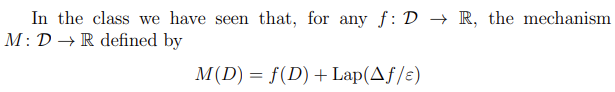 In the class we have seen that, for any f: 𝒟 → ℝ, the mechanism
M: 𝒟 → ℝ defined by
M(D) = f(D) + Lap(Δf/ε)